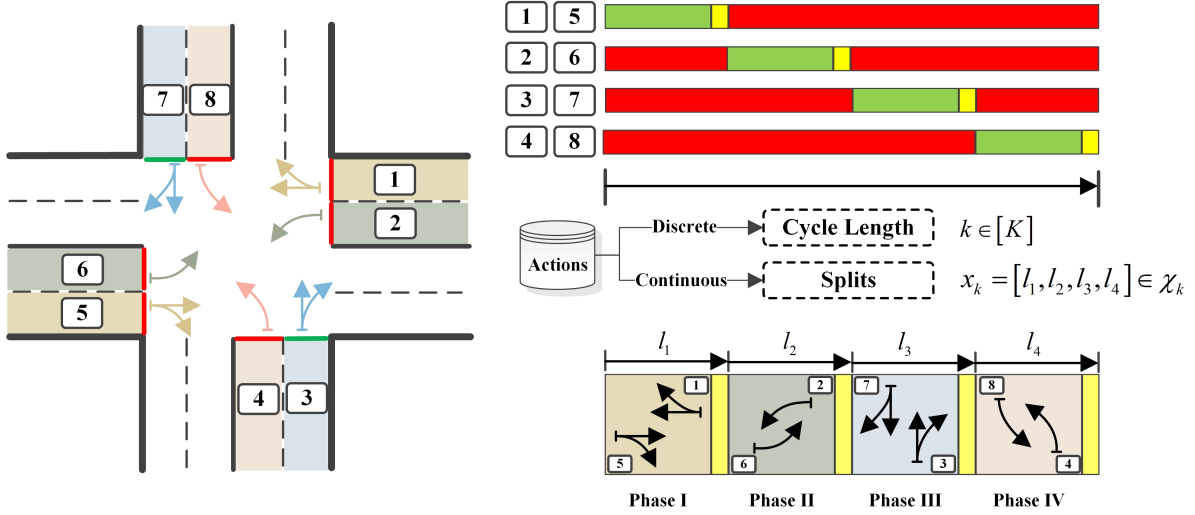 7 8
1
2
6
5
4 3
1 5
2 6
3 7
4 8
Actions
Discrete
Cycle Length
k ∈ [K]
Continuous
Splits
x_k = [l_1, l_2, l_3, l_4] ∈ χ_k
l_1 l_2 l_3 l_4
1 2 7 8
5 6 3 4
Phase I Phase II Phase III Phase IV